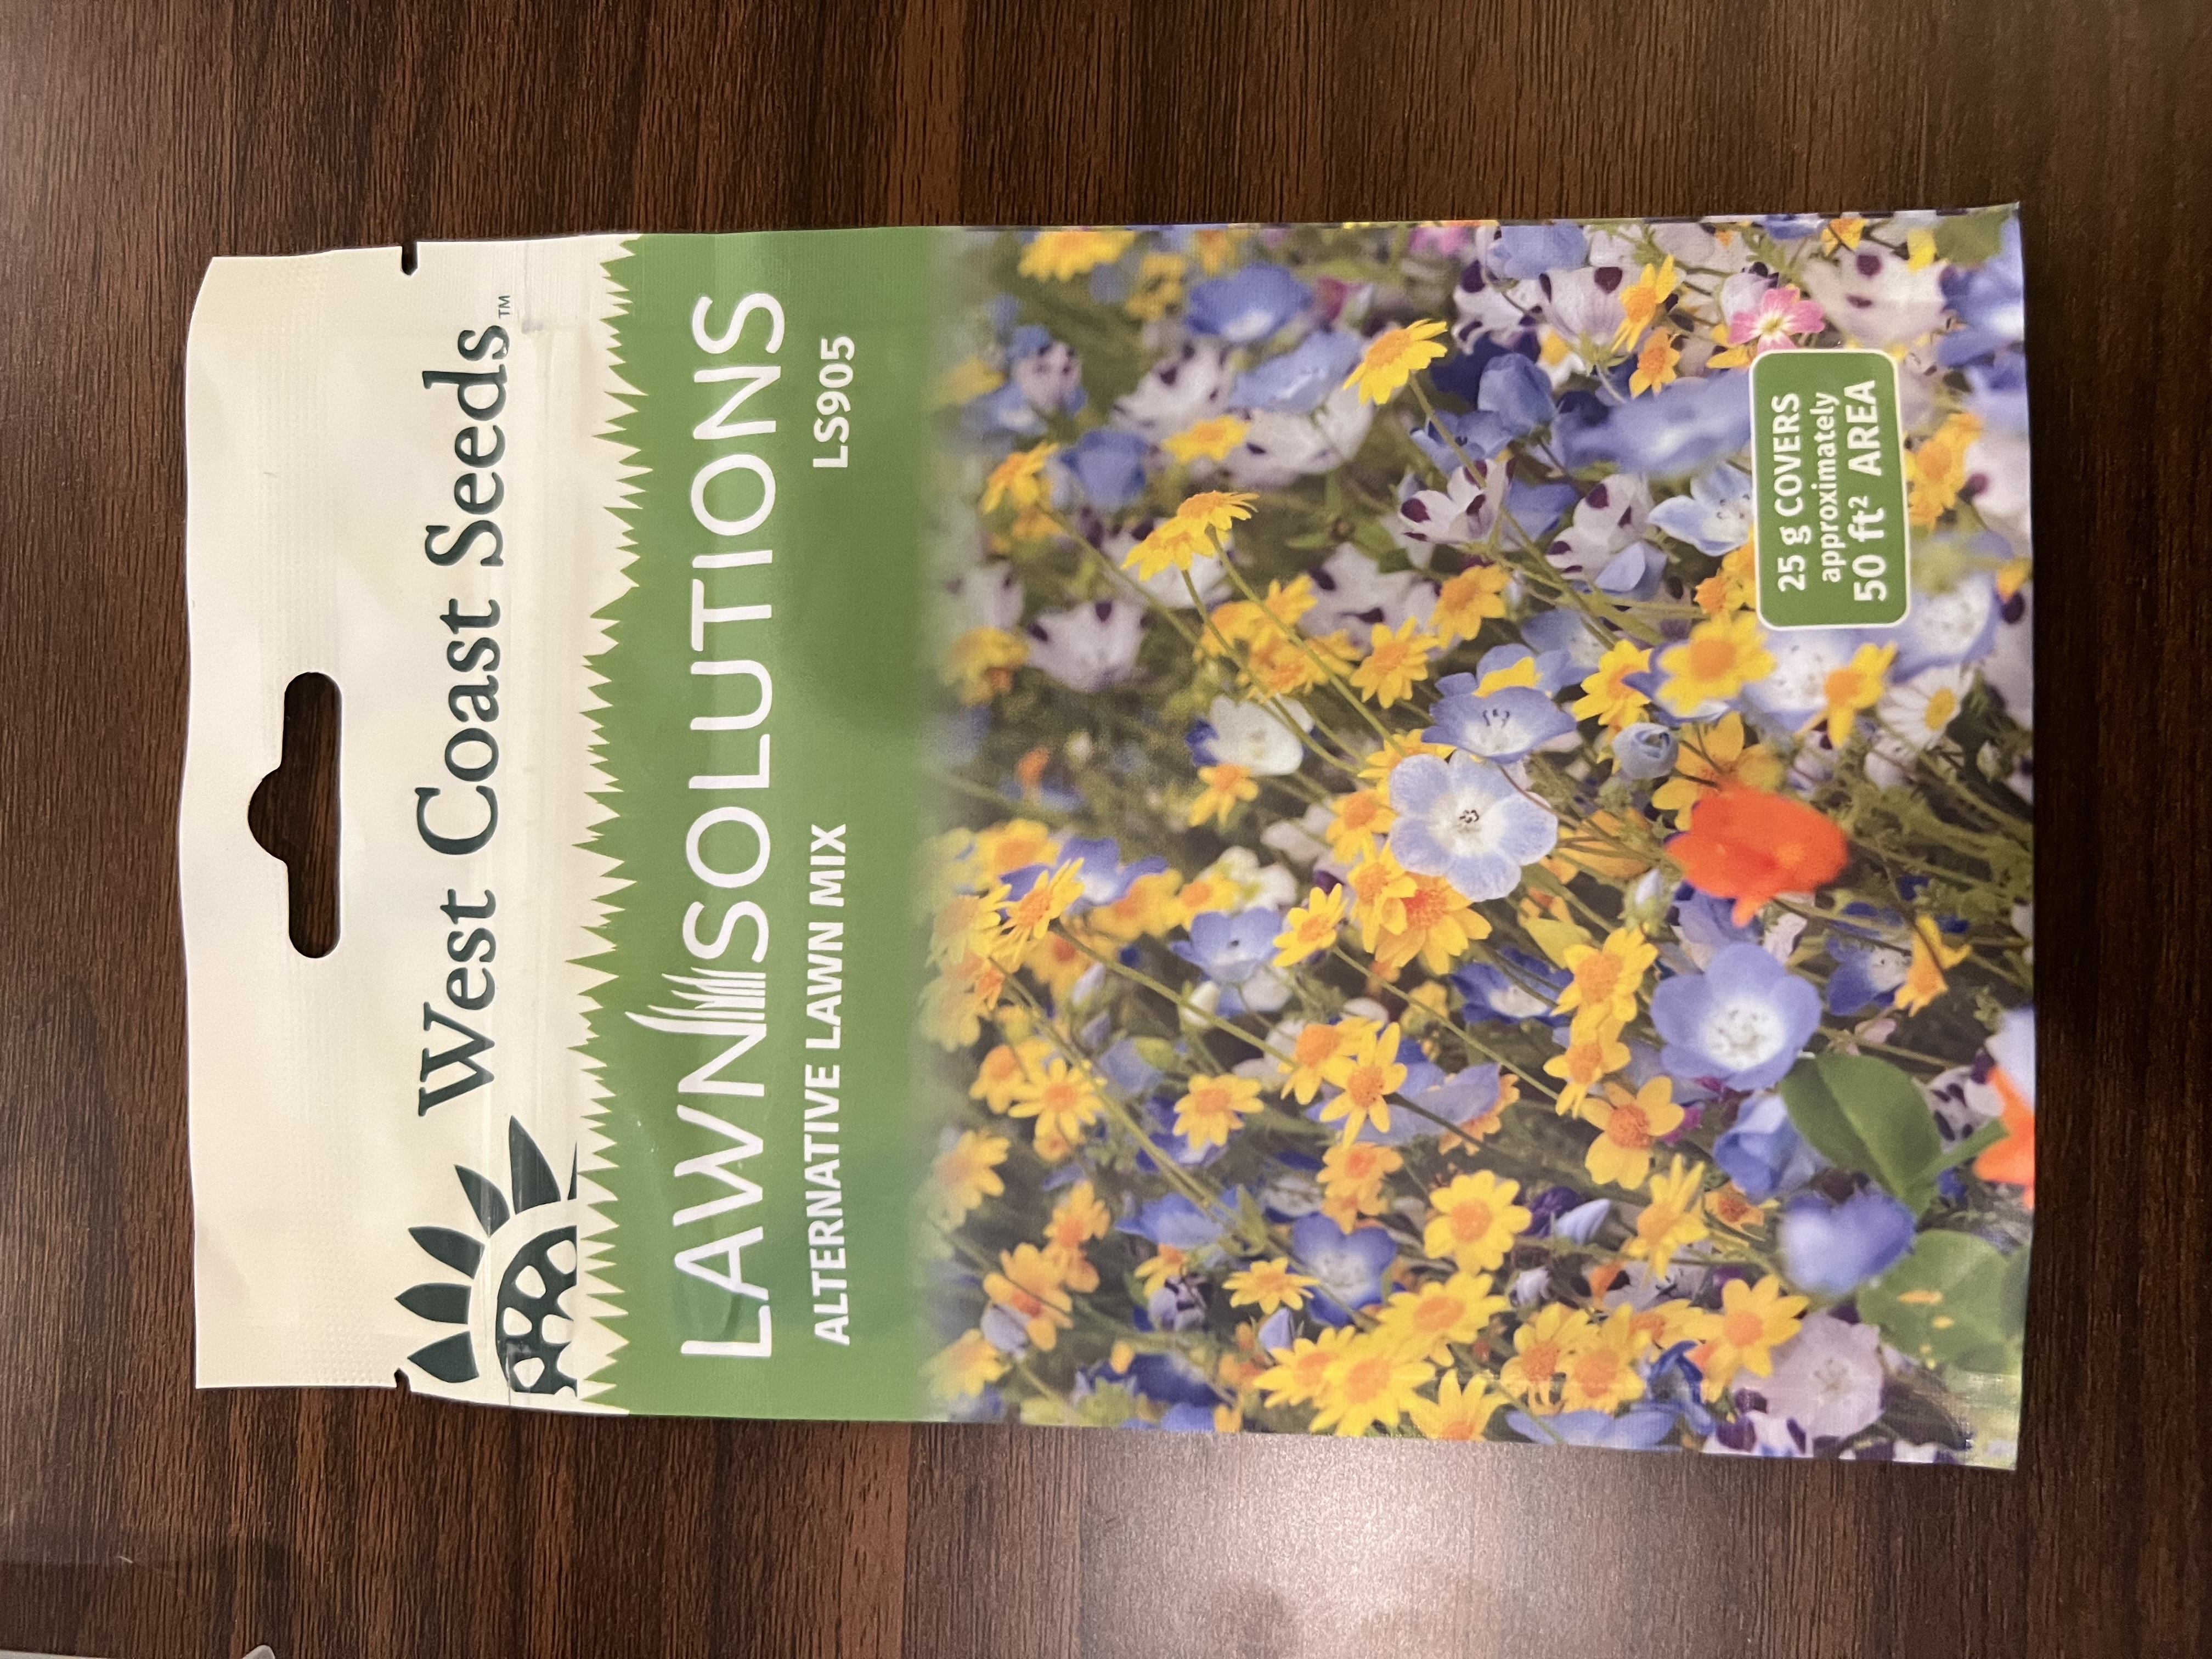 West Coast Seeds™
LAWN SOLUTIONS
ALTERNATIVE LAWN MIX
LS905
25 g COVERS
approximately
50 ft² AREA